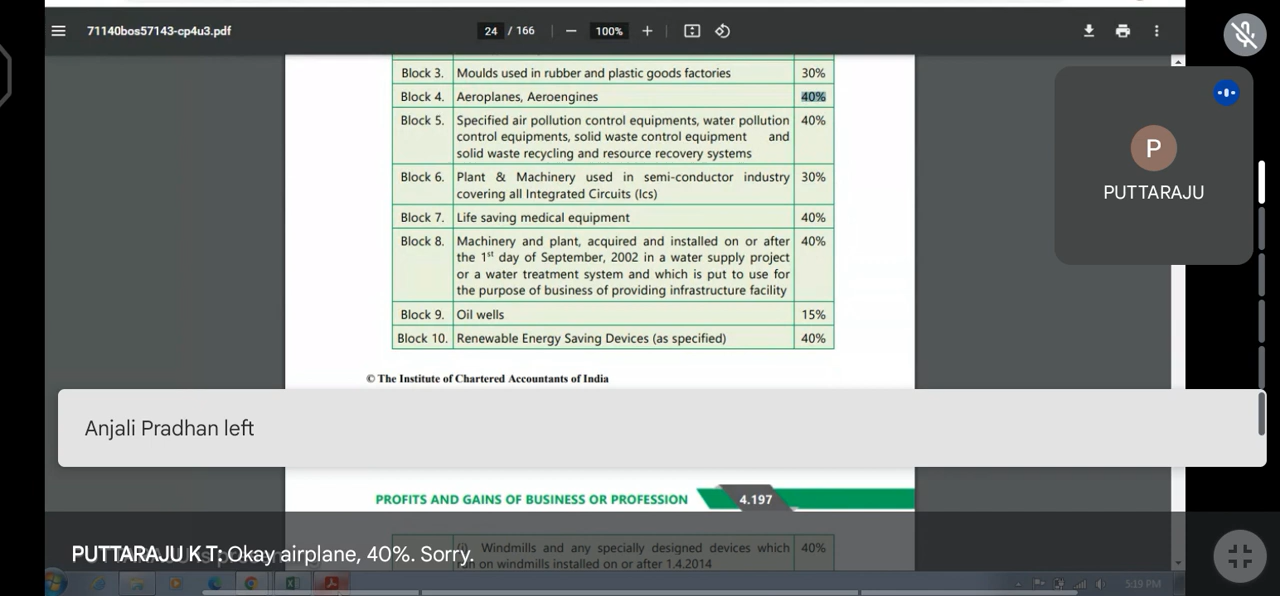 71140bos57143-cp4u3.pdf
24 / 166
100%
Block 3. Moulds used in rubber and plastic goods factories 30%
Block 4. Aeroplanes, Aeroengines 40%
Block 5. Specified air pollution control equipments, water pollution 40%
control equipments, solid waste control equipment and
solid waste recycling and resource recovery systems
Block 6. Plant & Machinery used in semi-conductor industry 30%
covering all Integrated Circuits (Ics)
Block 7. Life saving medical equipment 40%
Block 8. Machinery and plant, acquired and installed on or after 40%
the 1st day of September, 2002 in a water supply project
or a water treatment system and which is put to use for
the purpose of business of providing infrastructure facility
Block 9. Oil wells 15%
Block 10. Renewable Energy Saving Devices (as specified) 40%
© The Institute of Chartered Accountants of India
P
PUTTARAJU
Anjali Pradhan left
PROFITS AND GAINS OF BUSINESS OR PROFESSION 4.197
Windmills and any specially designed devices which 40%
on windmills installed on or after 1.4.2014
PUTTARAJU K T: Okay airplane, 40%. Sorry.
5:19 PM